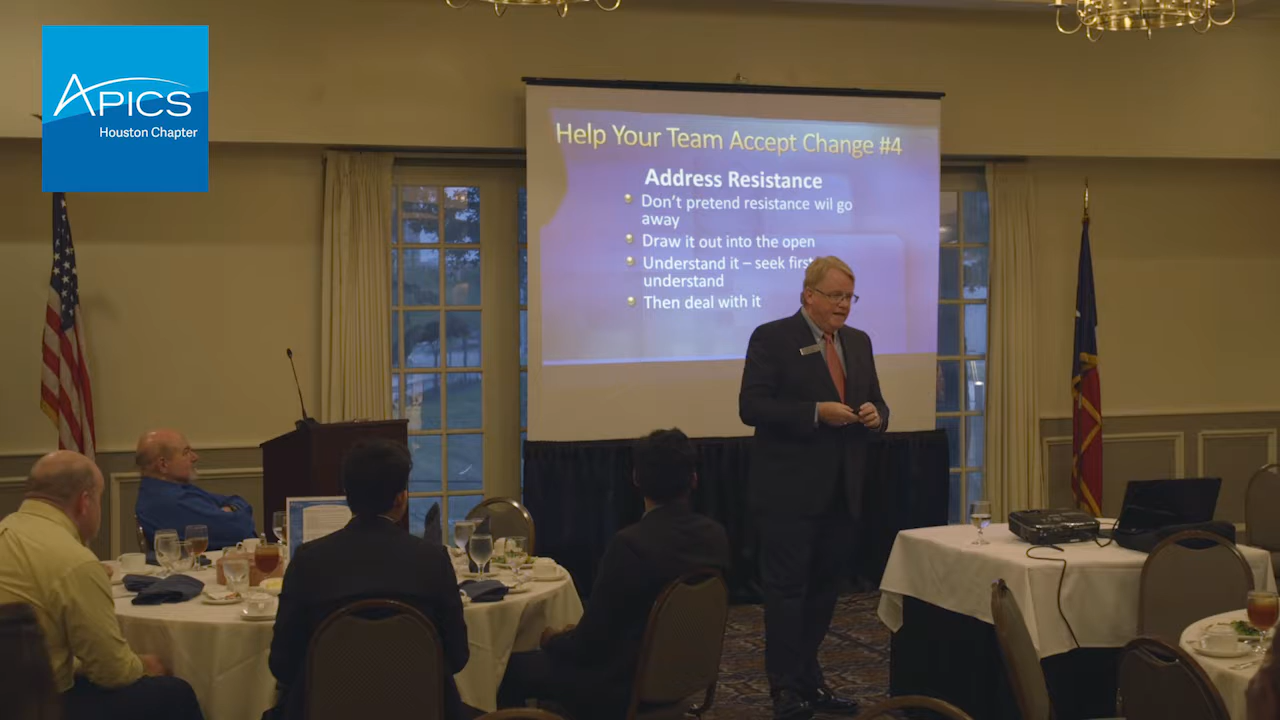 APICS
Houston Chapter
Help Your Team Accept Change #4
Address Resistance
Don't pretend resistance wil go
away
Draw it out into the open
Understand it – seek first
understand
Then deal with it